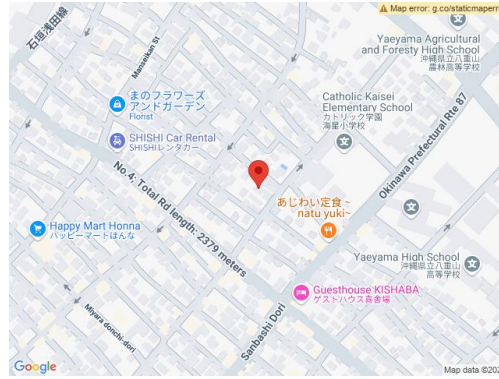 Map error: g.co/staticmaperr
石垣浅田線
Manseikan St
Yaeyama Agricultural
and Foresty High School
沖縄県立八重山
農林高等学校
まのフラワーズ
アンドガーデン
Florist
Catholic Kaisei
Elementary School
カトリック学園
海星小学校
Okinawa Prefectural Rte 87
SHISHI Car Rental
SHISHIレンタカー
No 4: Total Rd length: 2379 meters
あじわい定食~
natu yuki~
Happy Mart Honna
ハッピーマートほんな
Yaeyama High School
沖縄県立八重山
高等学校
Guesthouse KISHABA
ゲストハウス喜舎場
Miyara donchi-dori
Sanbashi Dori
Google
Map data ©202